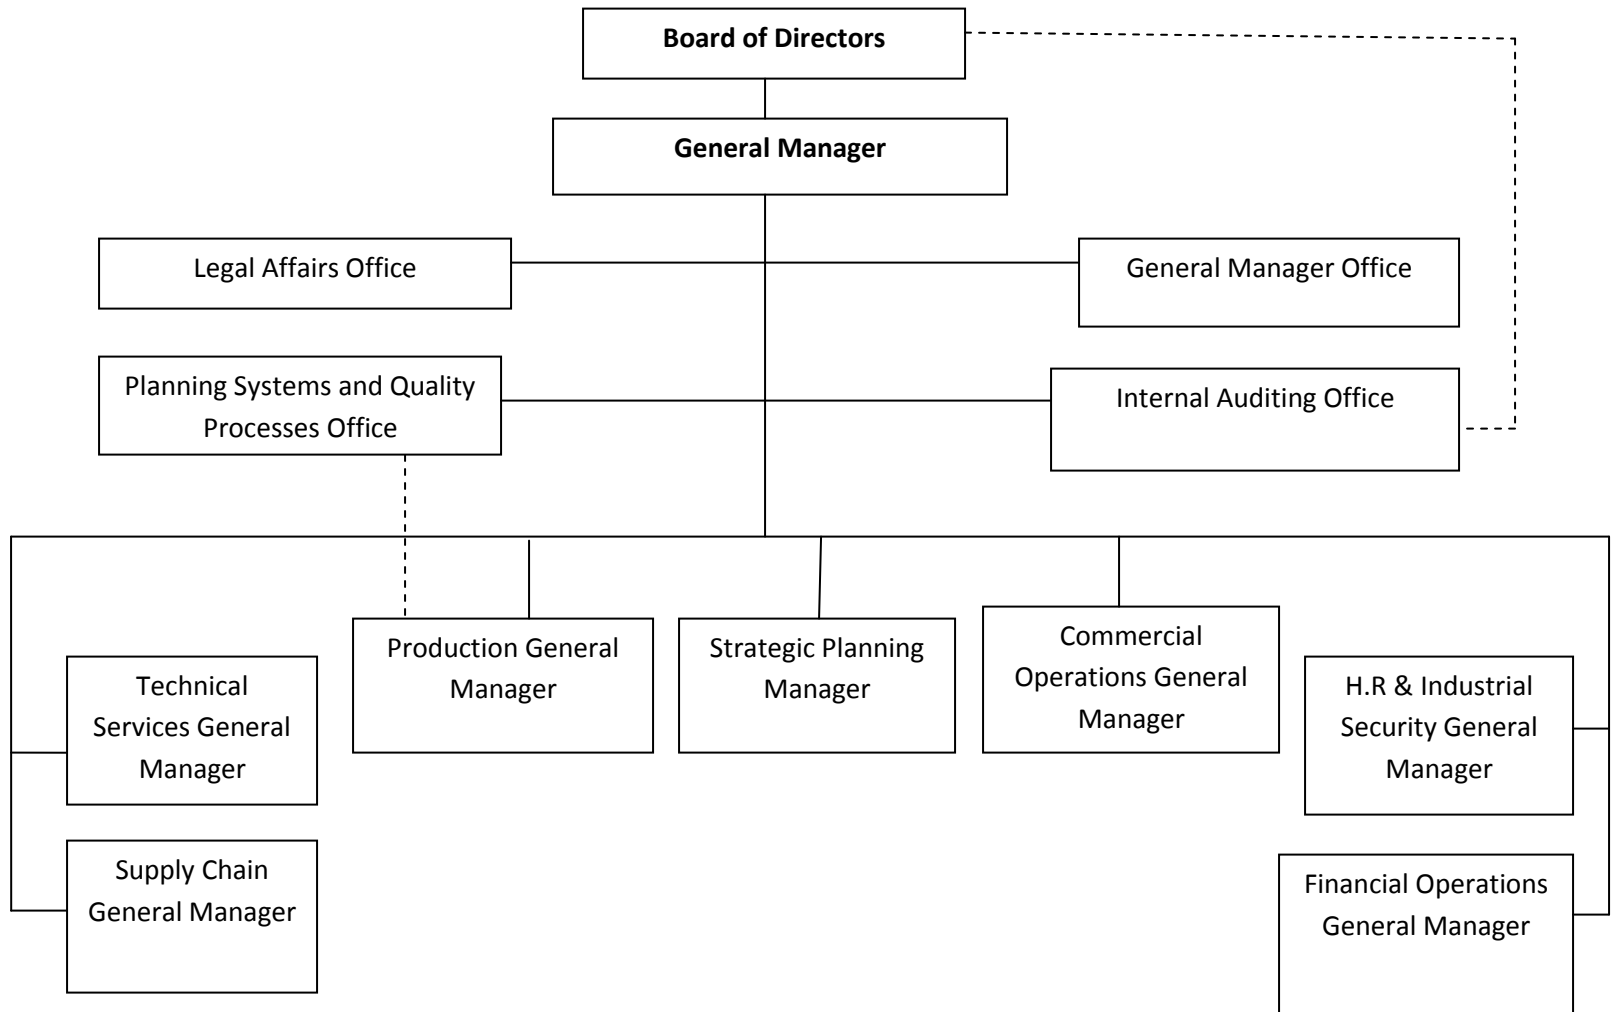 Board of Directors
General Manager
Legal Affairs Office
General Manager Office
Planning Systems and Quality
Processes Office
Internal Auditing Office
Technical
Services General
Manager
Production General
Manager
Strategic Planning
Manager
Commercial
Operations General
Manager
H.R & Industrial
Security General
Manager
Supply Chain
General Manager
Financial Operations
General Manager